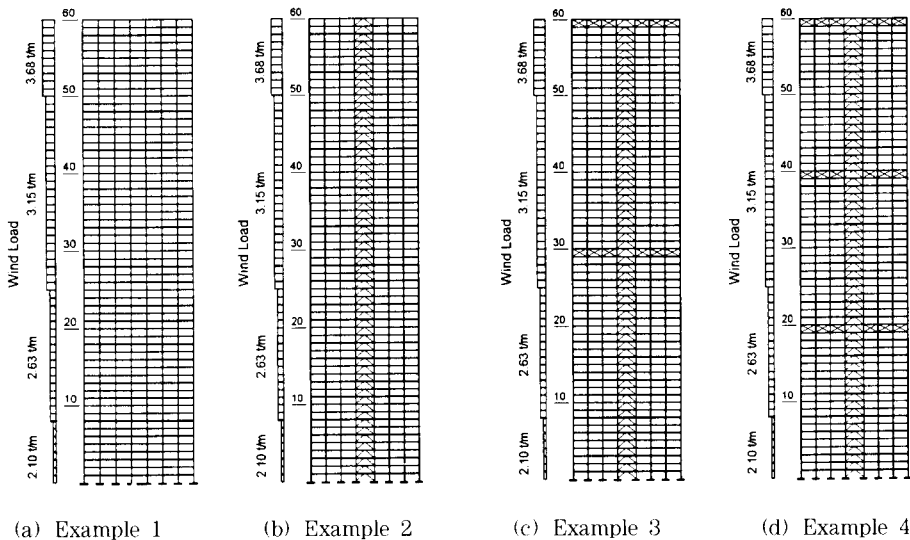 60
50
40
30
20
10
3.68 t/m
3.15 t/m
Wind Load
2.63 t/m
2.10 t/m
(a) Example 1
60
50
40
30
20
10
3.68 t/m
3.15 t/m
Wind Load
2.63 t/m
2.10 t/m
(b) Example 2
60
50
40
30
20
10
3.68 t/m
3.15 t/m
Wind Load
2.63 t/m
2.10 t/m
(c) Example 3
60
50
40
30
20
10
3.68 t/m
3.15 t/m
Wind Load
2.63 t/m
2.10 t/m
(d) Example 4